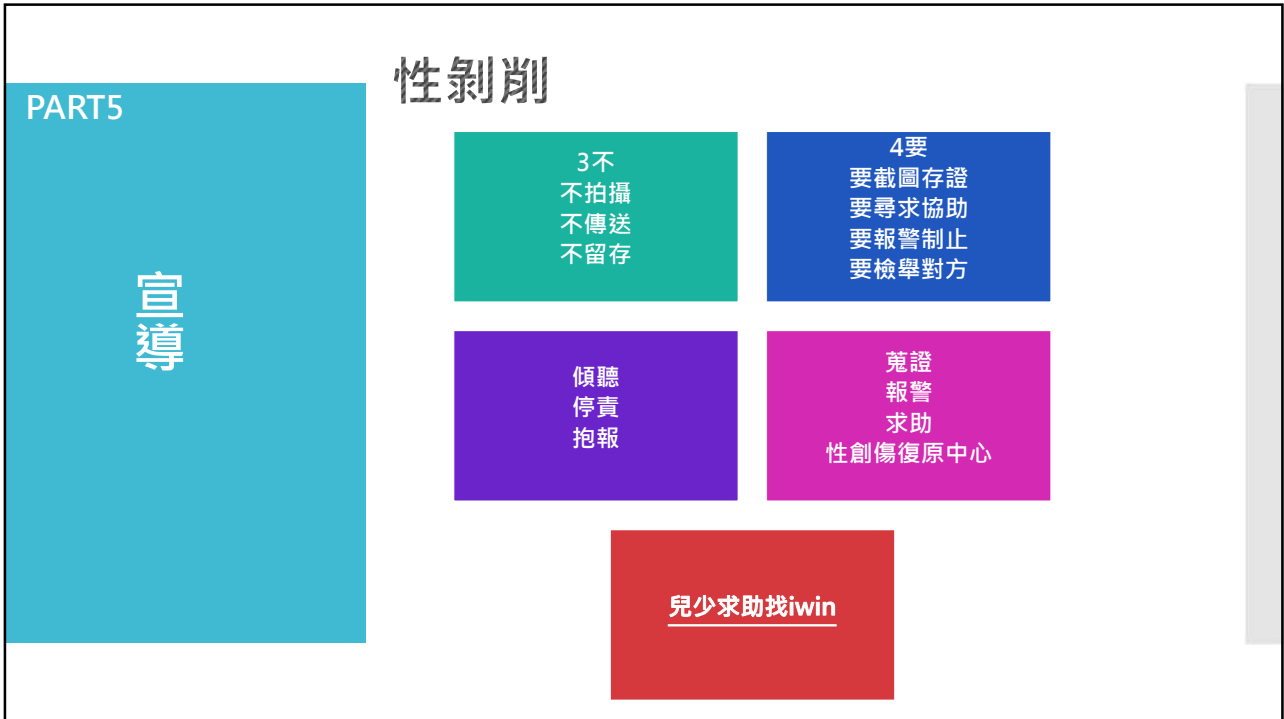 性剝削
PART5
宣
導
3不
不拍攝
不傳送
不留存
4要
要截圖存證
要尋求協助
要報警制止
要檢舉對方
傾聽
停責
抱報
蒐證
報警
求助
性創傷復原中心
兒少求助找iwin